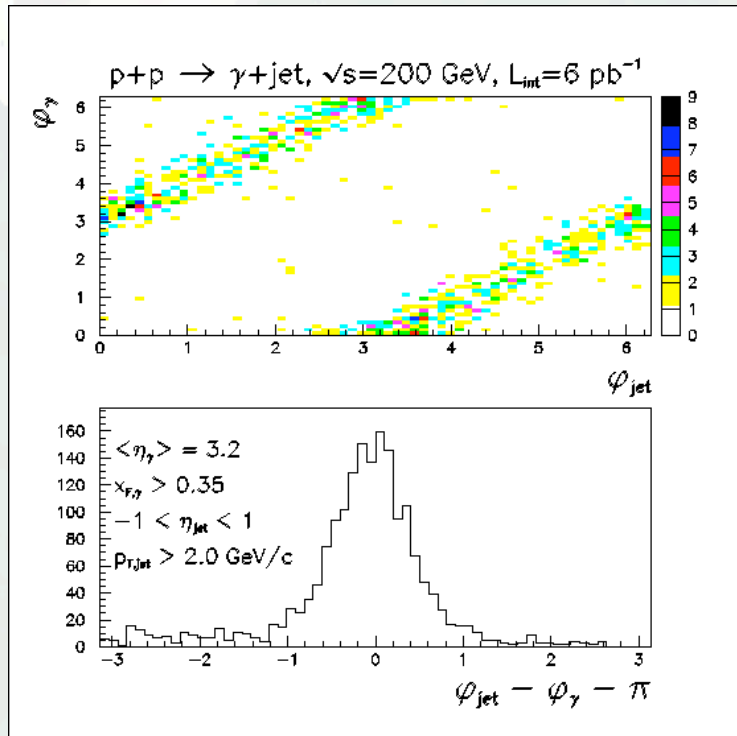 p+p → γ+jet, √s=200 GeV, L_int=6 pb⁻¹
φ_γ
6
5
4
3
2
1
0
0 1 2 3 4 5 6
φ_jet
9
8
7
6
5
4
3
2
1
0
160
140
120
100
80
60
40
20
0
<η_γ> = 3.2
x_F,γ > 0.35
−1 < η_jet < 1
p_T,jet > 2.0 GeV/c
−3 −2 −1 0 1 2 3
φ_jet − φ_γ − π